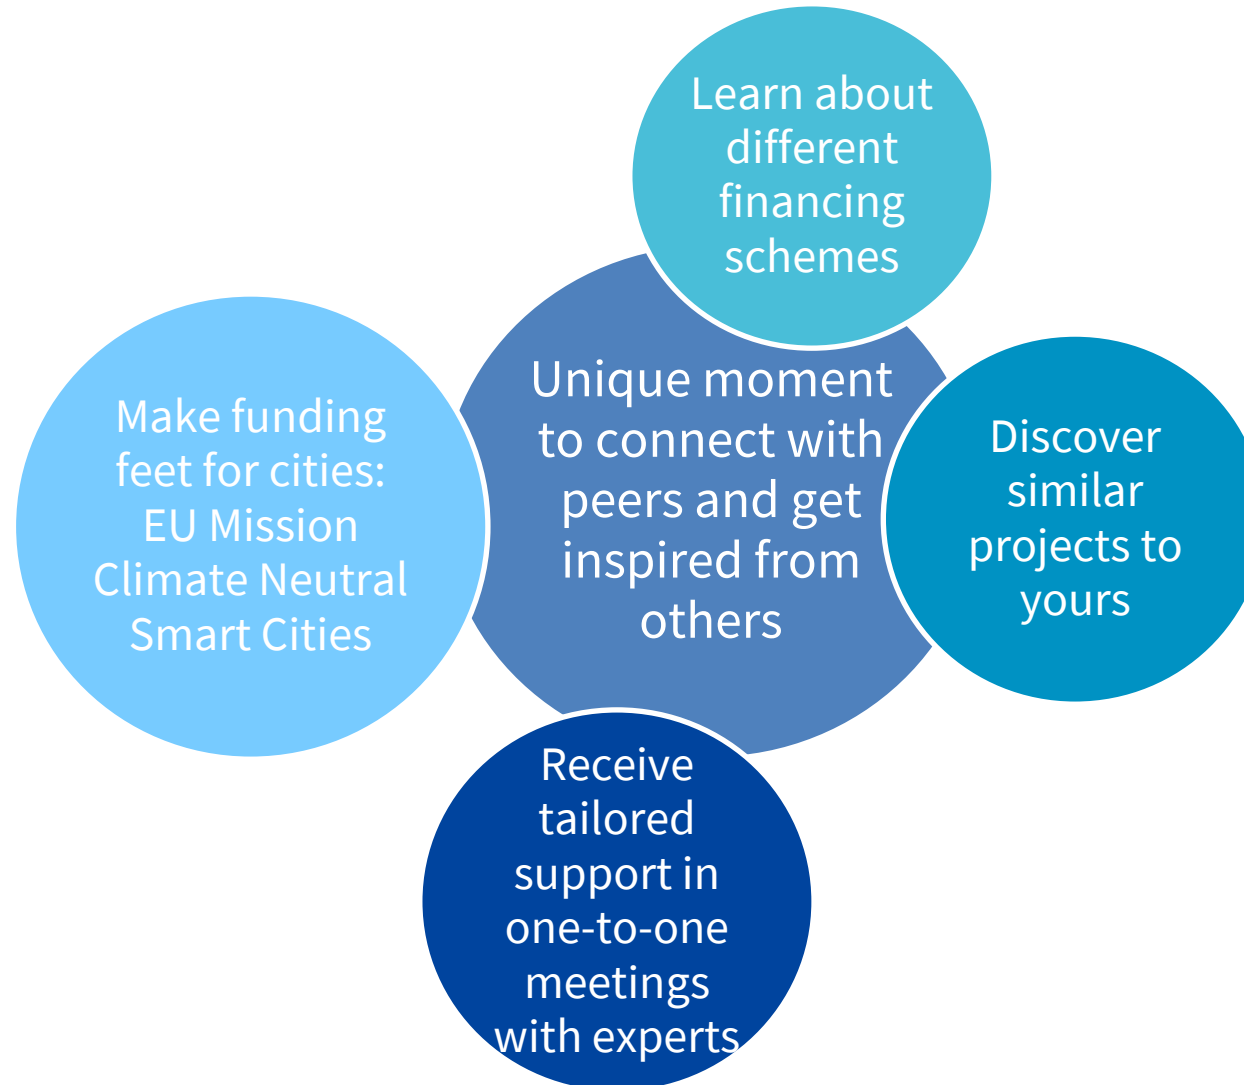 Learn about
different
financing
schemes
Unique moment
to connect with
peers and get
inspired from
others
Make funding
feet for cities:
EU Mission
Climate Neutral
Smart Cities
Discover
similar
projects to
yours
Receive
tailored
support in
one-to-one
meetings
with experts